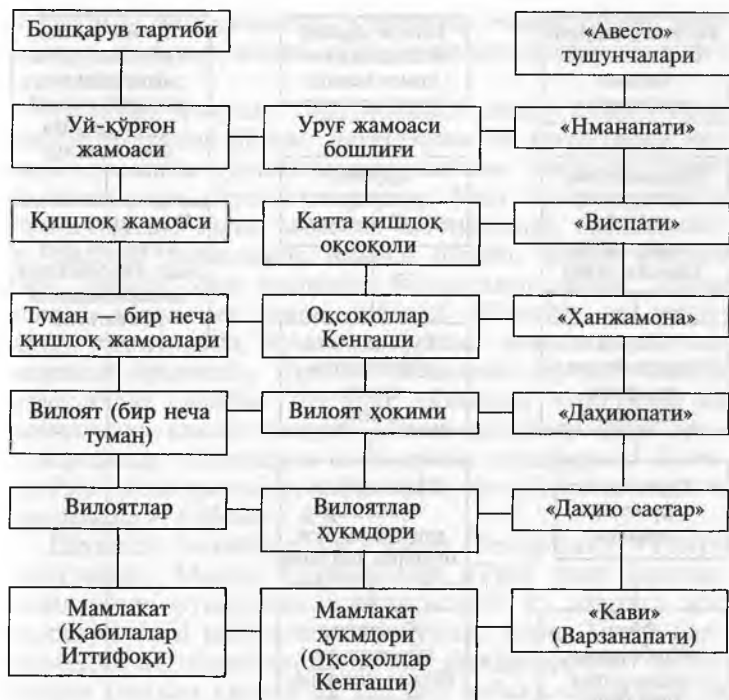 Бошқарув тартиби
«Авесто»
тушунчалари
Уй-қўрғон
жамоаси
Уруғ жамоаси
бошлиғи
«Нманапати»
Қишлоқ жамоаси
Катта қишлоқ
оқсоқоли
«Виспати»
Туман — бир неча
қишлоқ жамоалари
Оқсоқоллар
Кенгаши
«Ҳанжамона»
Вилоят (бир неча
туман)
Вилоят ҳокими
«Даҳиюпати»
Вилоятлар
Вилоятлар
ҳукмдори
«Даҳию састар»
Мамлакат
(Қабилалар
Иттифоқи)
Мамлакат
ҳукмдори
(Оқсоқоллар
Кенгаши)
«Кави»
(Варзанапати)